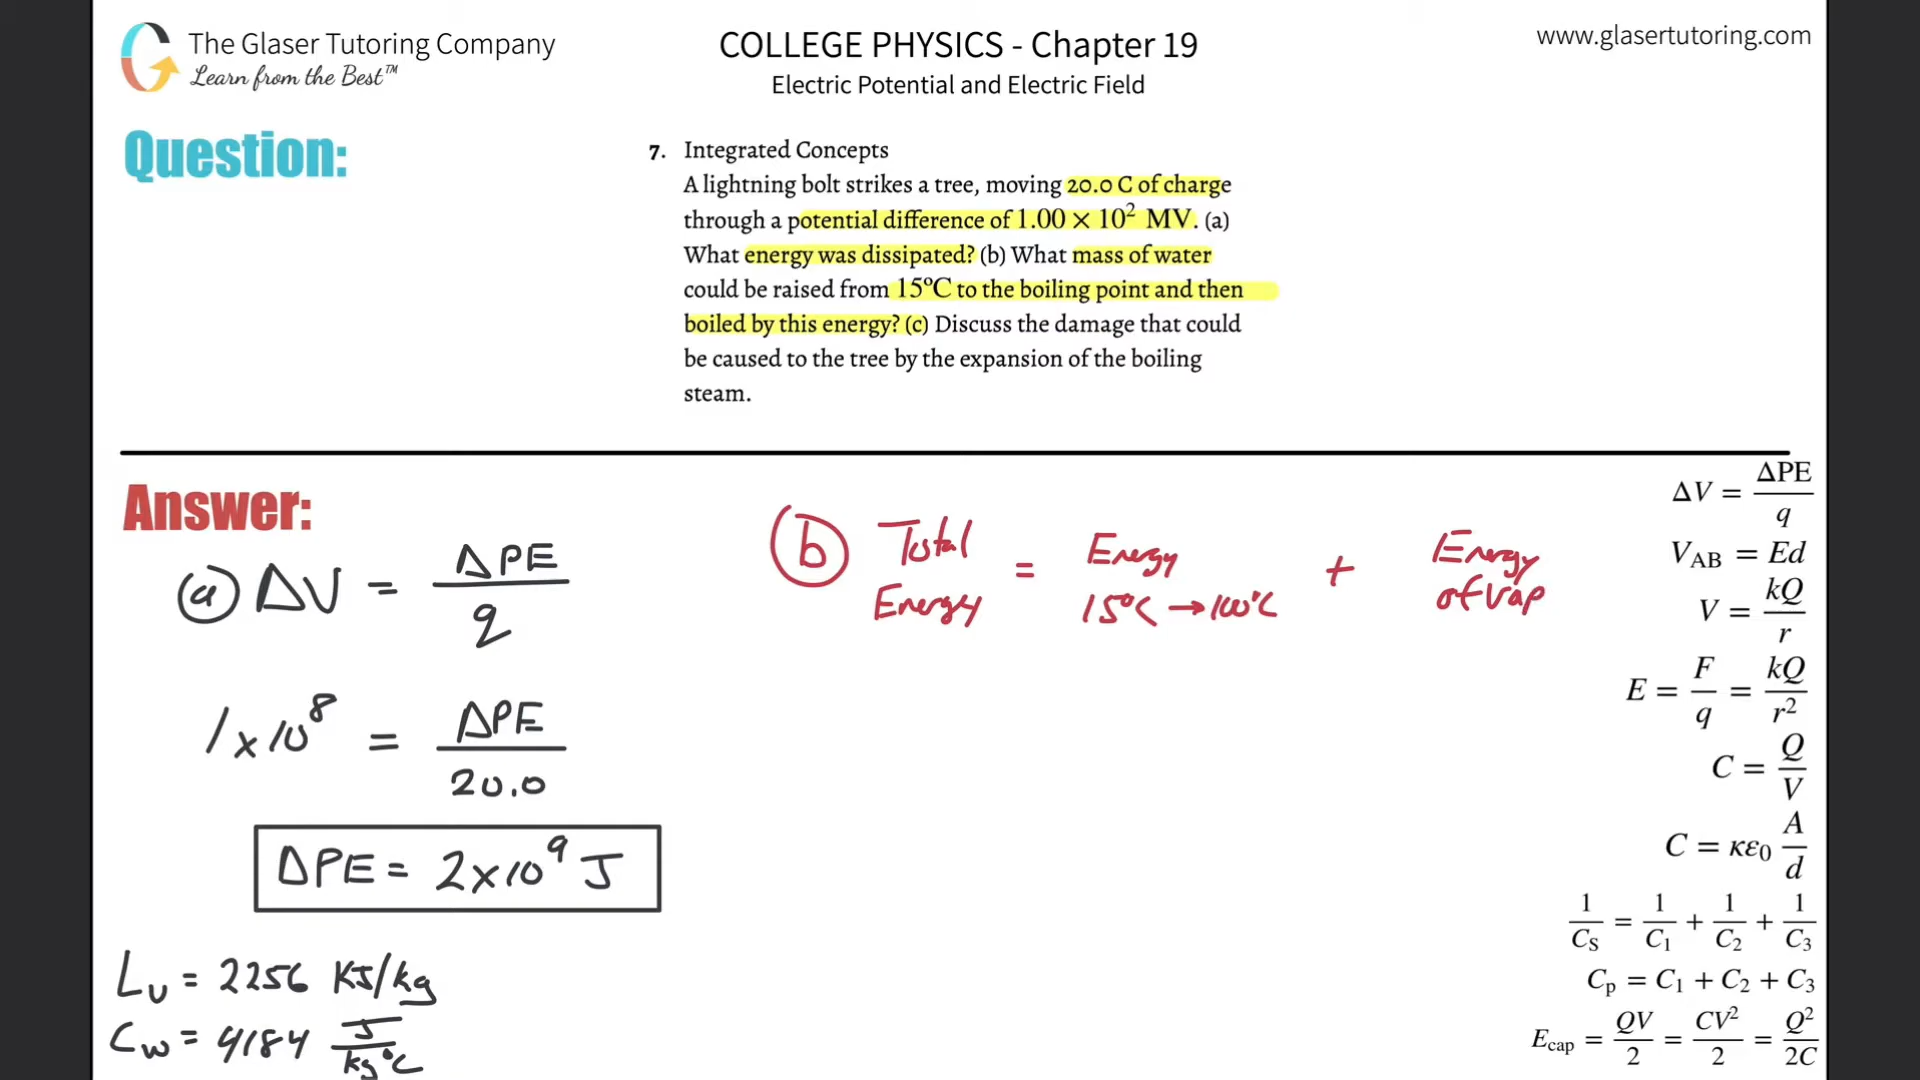 The Glaser Tutoring Company
Learn from the Best™
COLLEGE PHYSICS - Chapter 19
Electric Potential and Electric Field
www.glasertutoring.com
Question:
7. Integrated Concepts
A lightning bolt strikes a tree, moving 20.0 C of charge
through a potential difference of 1.00 × 10² MV. (a)
What energy was dissipated? (b) What mass of water
could be raised from 15ºC to the boiling point and then
boiled by this energy? (c) Discuss the damage that could
be caused to the tree by the expansion of the boiling
steam.
Answer:
(a) ΔV = ΔPE / q
1 x 10⁸ = ΔPE / 20.0
ΔPE = 2 x 10⁹ J
Lv = 2256 KJ/kg
Cw = 4184 J / kg°C
(b) Total Energy = Energy 15°C → 100°C + Energy of Vap
ΔV = ΔPE / q
V_AB = Ed
V = kQ / r
E = F / q = kQ / r²
C = Q / V
C = κε₀ A / d
1 / C_S = 1 / C₁ + 1 / C₂ + 1 / C₃
C_p = C₁ + C₂ + C₃
E_cap = QV / 2 = CV² / 2 = Q² / 2C